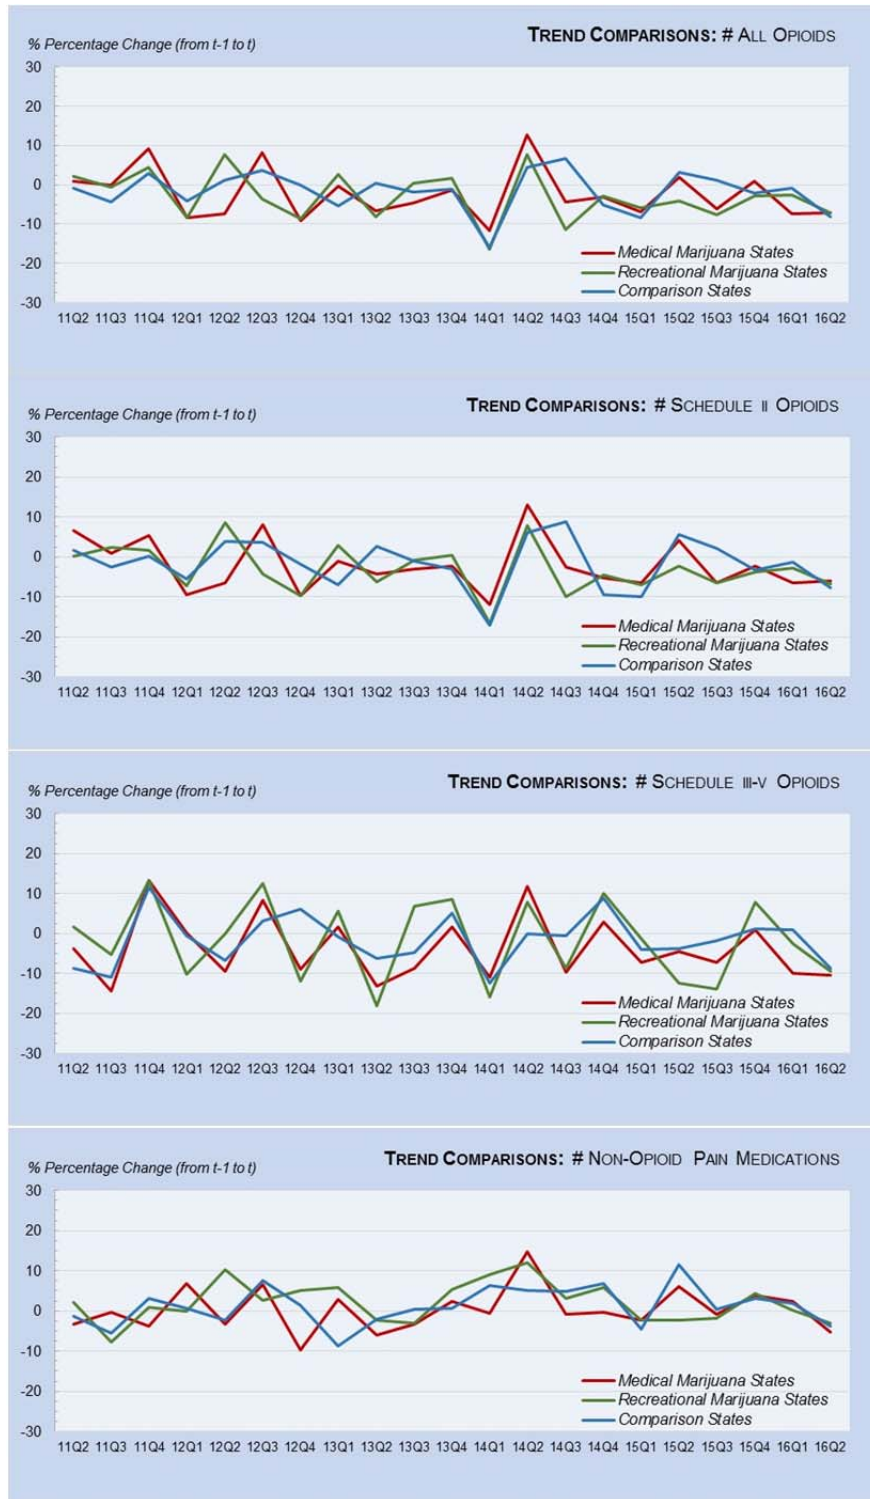 TREND COMPARISONS: # ALL OPIOIDS
% Percentage Change (from t-1 to t)
30
20
10
0
-10
-20
-30
Medical Marijuana States
Recreational Marijuana States
Comparison States
11Q2 11Q3 11Q4 12Q1 12Q2 12Q3 12Q4 13Q1 13Q2 13Q3 13Q4 14Q1 14Q2 14Q3 14Q4 15Q1 15Q2 15Q3 15Q4 16Q1 16Q2
TREND COMPARISONS: # SCHEDULE II OPIOIDS
% Percentage Change (from t-1 to t)
30
20
10
0
-10
-20
-30
Medical Marijuana States
Recreational Marijuana States
Comparison States
11Q2 11Q3 11Q4 12Q1 12Q2 12Q3 12Q4 13Q1 13Q2 13Q3 13Q4 14Q1 14Q2 14Q3 14Q4 15Q1 15Q2 15Q3 15Q4 16Q1 16Q2
TREND COMPARISONS: # SCHEDULE III-V OPIOIDS
% Percentage Change (from t-1 to t)
30
20
10
0
-10
-20
-30
Medical Marijuana States
Recreational Marijuana States
Comparison States
11Q2 11Q3 11Q4 12Q1 12Q2 12Q3 12Q4 13Q1 13Q2 13Q3 13Q4 14Q1 14Q2 14Q3 14Q4 15Q1 15Q2 15Q3 15Q4 16Q1 16Q2
TREND COMPARISONS: # NON-OPIOID PAIN MEDICATIONS
% Percentage Change (from t-1 to t)
30
20
10
0
-10
-20
-30
Medical Marijuana States
Recreational Marijuana States
Comparison States
11Q2 11Q3 11Q4 12Q1 12Q2 12Q3 12Q4 13Q1 13Q2 13Q3 13Q4 14Q1 14Q2 14Q3 14Q4 15Q1 15Q2 15Q3 15Q4 16Q1 16Q2